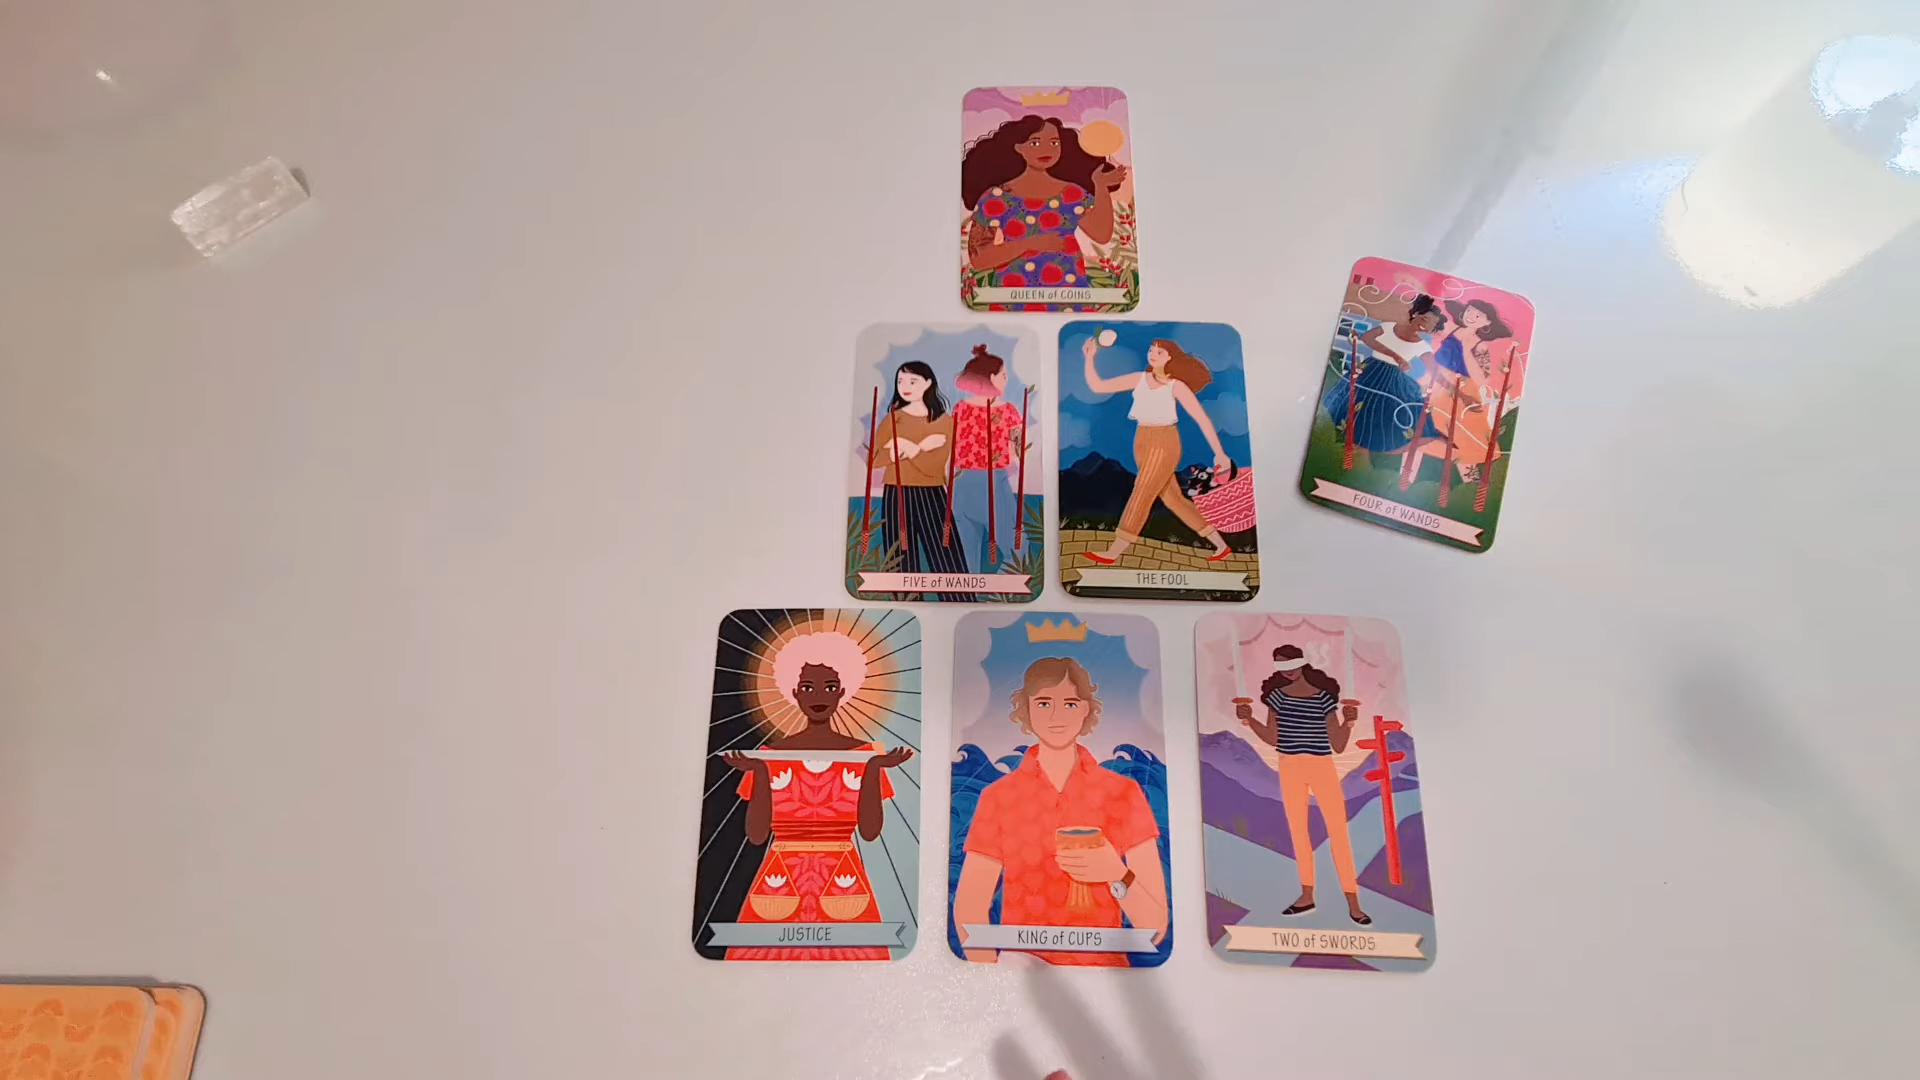 QUEEN of COINS
FIVE of WANDS
THE FOOL
FOUR of WANDS
JUSTICE
KING of CUPS
TWO of SWORDS